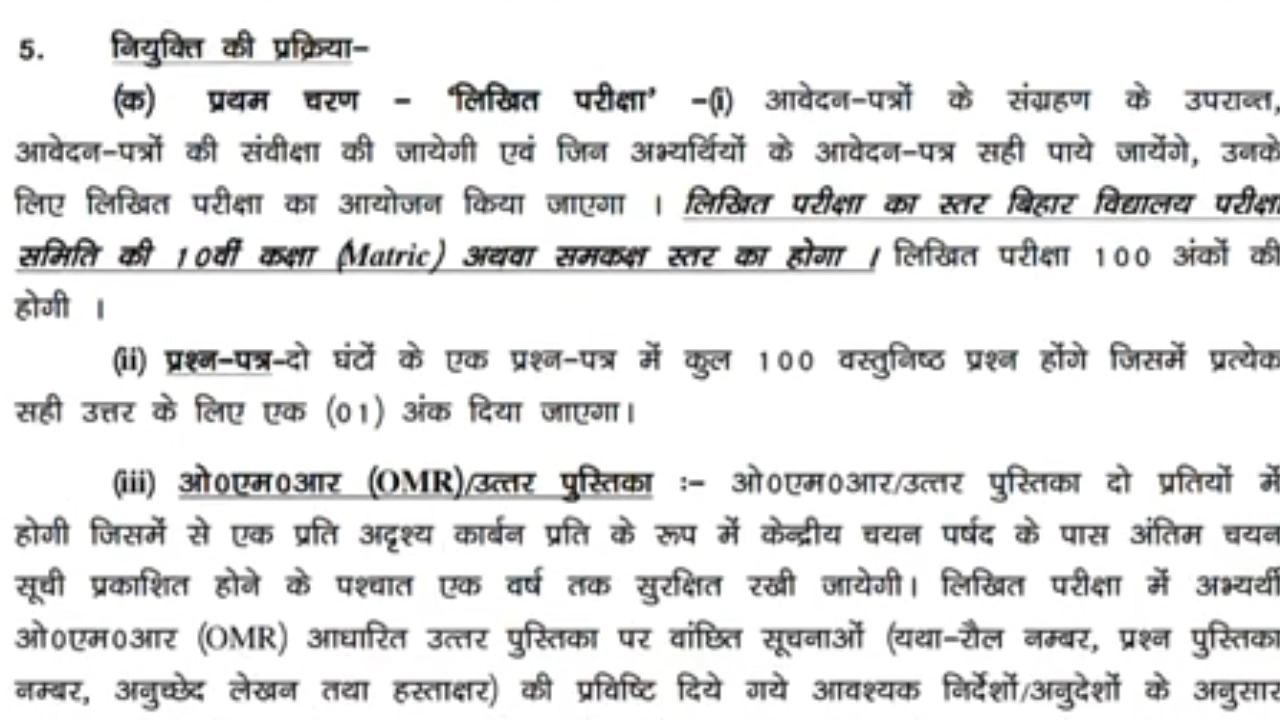 5. नियुक्ति की प्रक्रिया-
(क) प्रथम चरण - ‘लिखित परीक्षा’ -(i) आवेदन-पत्रों के संग्रहण के उपरान्त,
आवेदन-पत्रों की संवीक्षा की जायेगी एवं जिन अभ्यर्थियों के आवेदन-पत्र सही पाये जायेंगे, उनके
लिए लिखित परीक्षा का आयोजन किया जाएगा । लिखित परीक्षा का स्तर बिहार विद्यालय परीक्षा
समिति की 10वीं कक्षा (Matric) अथवा समकक्ष स्तर का होगा । लिखित परीक्षा 100 अंकों की
होगी ।
(ii) प्रश्न-पत्र-दो घंटों के एक प्रश्न-पत्र में कुल 100 वस्तुनिष्ठ प्रश्न होंगे जिसमें प्रत्येक
सही उत्तर के लिए एक (01) अंक दिया जाएगा।
(iii) ओ0एम0आर (OMR)/उत्तर पुस्तिका :- ओ0एम0आर/उत्तर पुस्तिका दो प्रतियों में
होगी जिसमें से एक प्रति अदृश्य कार्बन प्रति के रूप में केन्द्रीय चयन पर्षद के पास अंतिम चयन
सूची प्रकाशित होने के पश्चात एक वर्ष तक सुरक्षित रखी जायेगी। लिखित परीक्षा में अभ्यर्थी
ओ0एम0आर (OMR) आधारित उत्तर पुस्तिका पर वांछित सूचनाओं (यथा-रौल नम्बर, प्रश्न पुस्तिका
नम्बर, अनुच्छेद लेखन तथा हस्ताक्षर) की प्रविष्टि दिये गये आवश्यक निर्देशों/अनुदेशों के अनुसार